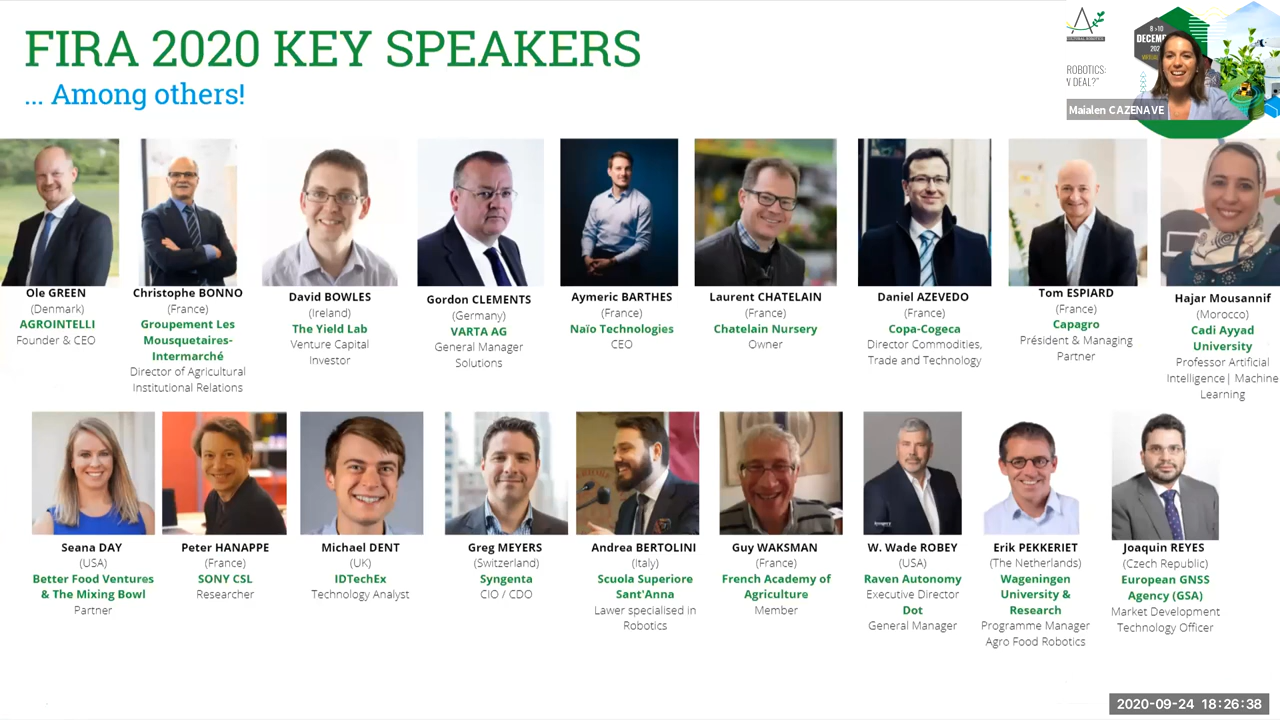 FIRA 2020 KEY SPEAKERS
... Among others!
8 >10
ROBOTICS:
Maialen CAZENAVE
Ole GREEN
(Denmark)
AGROINTELLI
Founder & CEO
Christophe BONNO
(France)
Groupement Les
Mousquetaires-
Intermarché
Director of Agricultural
Institutional Relations
David BOWLES
(Ireland)
The Yield Lab
Venture Capital
Investor
Gordon CLEMENTS
(Germany)
VARTA AG
General Manager
Solutions
Aymeric BARTHES
(France)
Naïo Technologies
CEO
Laurent CHATELAIN
(France)
Chatelain Nursery
Owner
Daniel AZEVEDO
(France)
Copa-Cogeca
Director Commodities,
Trade and Technology
Tom ESPIARD
(France)
Capagro
Président & Managing
Partner
Hajar Mousannif
(Morocco)
Cadi Ayyad
University
Professor Artificial
Intelligence| Machine
Learning
Seana DAY
(USA)
Better Food Ventures
& The Mixing Bowl
Partner
Peter HANAPPE
(France)
SONY CSL
Researcher
Michael DENT
(UK)
IDTechEx
Technology Analyst
Greg MEYERS
(Switzerland)
Syngenta
CIO / CDO
Andrea BERTOLINI
(Italy)
Scuola Superiore
Sant'Anna
Lawer specialised in
Robotics
Guy WAKSMAN
(France)
French Academy of
Agriculture
Member
W. Wade ROBEY
(USA)
Raven Autonomy
Executive Director
Dot
General Manager
Erik PEKKERIET
(The Netherlands)
Wageningen
University &
Research
Programme Manager
Agro Food Robotics
Joaquin REYES
(Czech Republic)
European GNSS
Agency (GSA)
Market Development
Technology Officer
2020-09-24 18:26:38